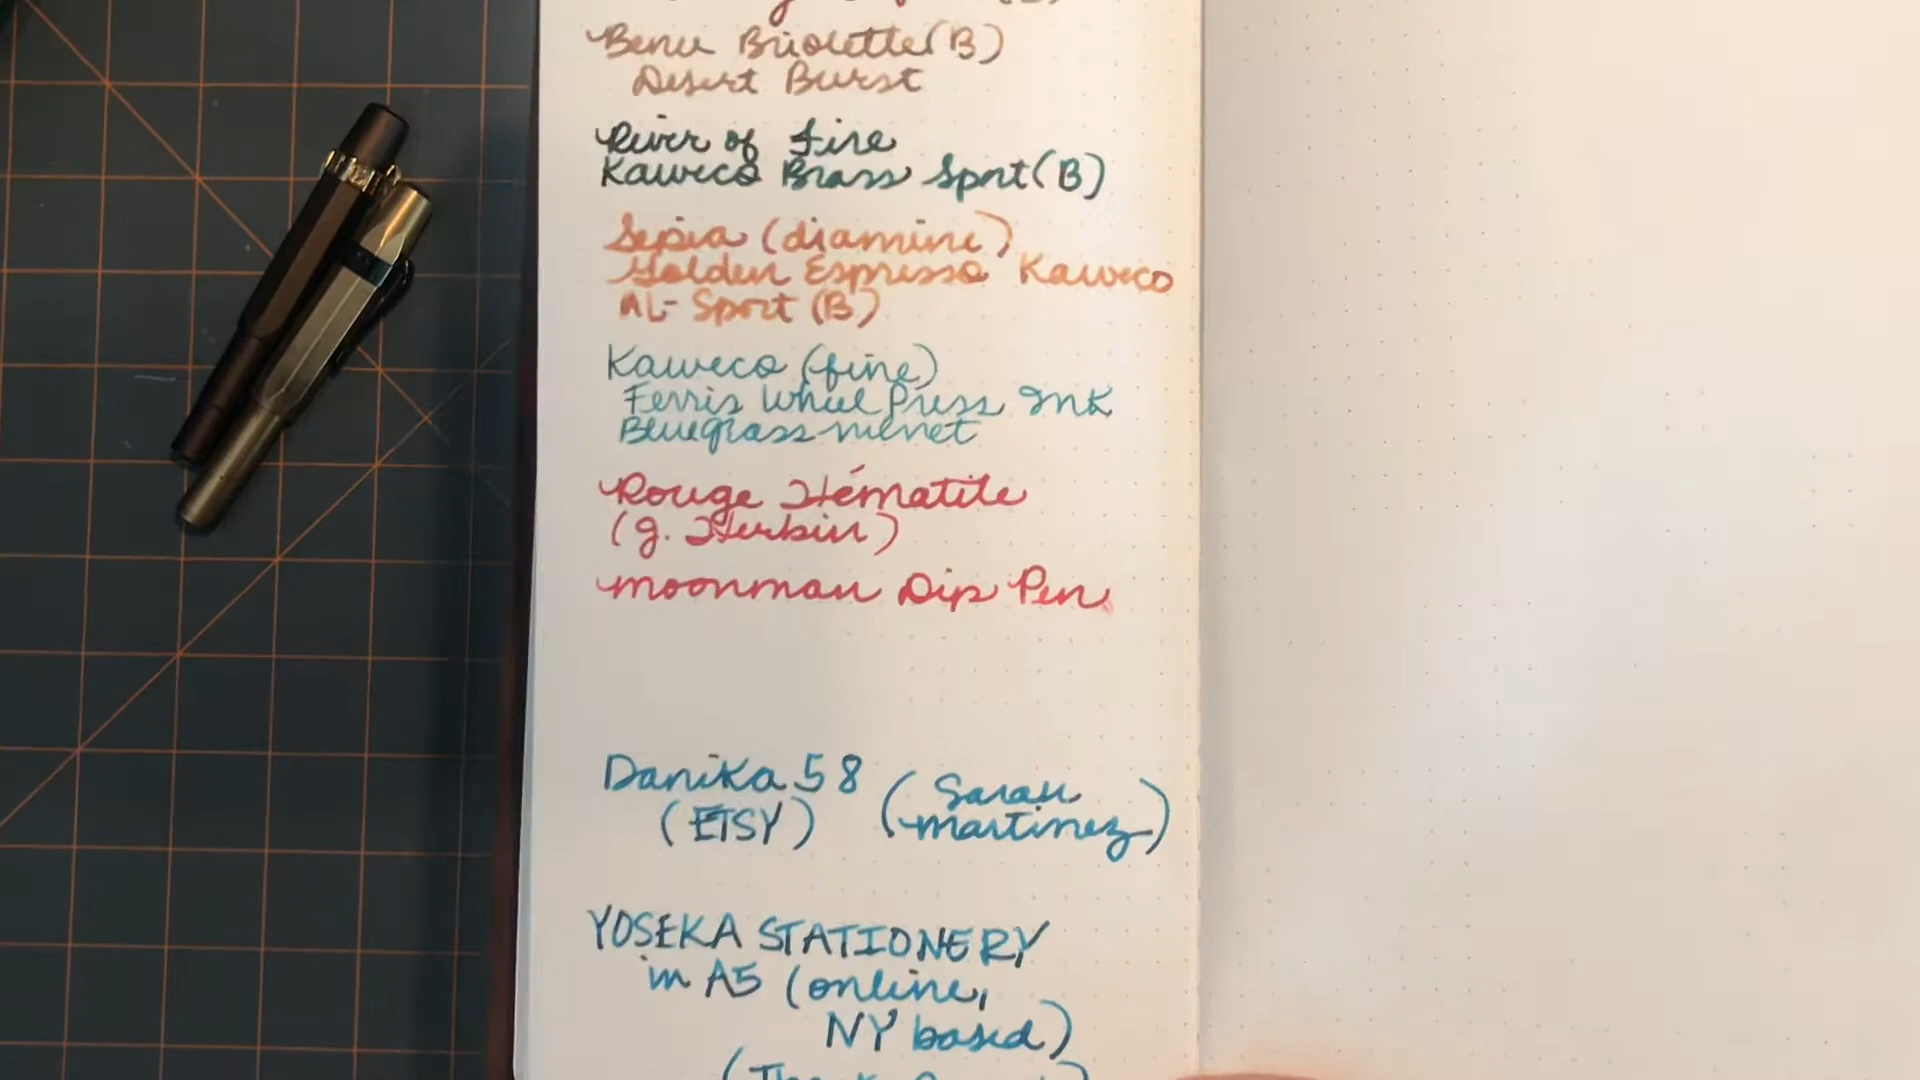 Benu Briolette (B)
Desert Burst
River of Fire
Kaweco Brass Sport (B)
Sepia (diamine)
Golden Espresso Kaweco
AL-Sport (B)
Kaweco (fine)
Ferris Wheel Press Ink
Bluegrass Velvet
Rouge Hématite
(J. Herbin)
moonman Dip Pen
Danika 58
(ETSY) (Sarah
martinez)
YOSEKA STATIONERY
in A5 (online,
NY based)